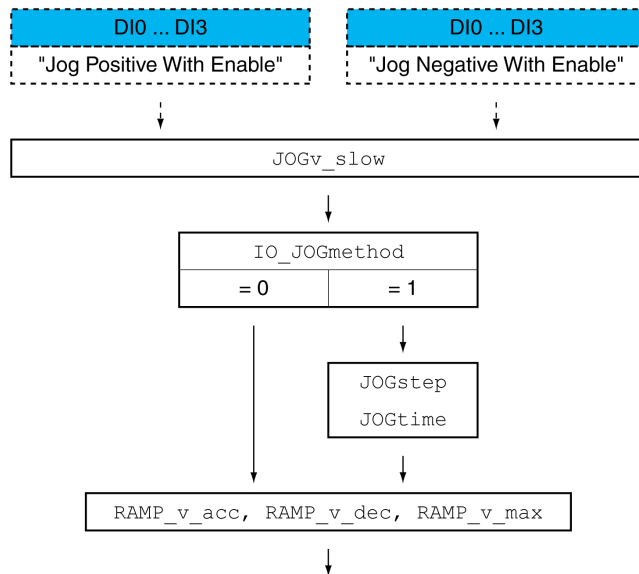 DI0 ... DI3
"Jog Positive With Enable"
DI0 ... DI3
"Jog Negative With Enable"
JOGv_slow
IO_JOGmethod
= 0
= 1
JOGstep
JOGtime
RAMP_v_acc, RAMP_v_dec, RAMP_v_max